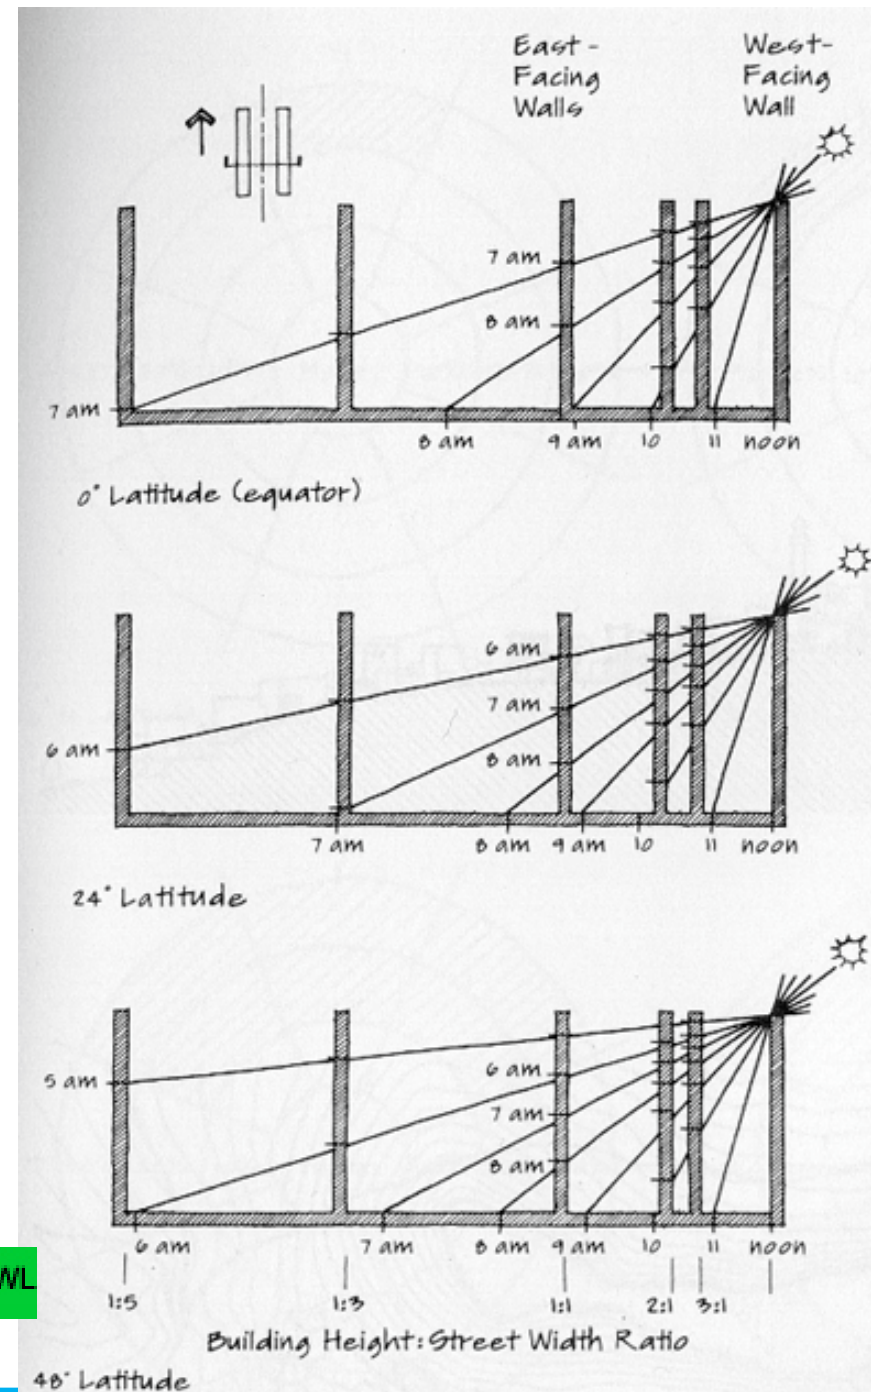 East-
Facing
Walls
West-
Facing
Wall
7 am
8 am
7 am
8 am
9 am
10
11
noon
0° Latitude (equator)
6 am
7 am
8 am
6 am
7 am
8 am
9 am
10
11
noon
24° Latitude
5 am
6 am
7 am
8 am
6 am
7 am
8 am
9 am
10
11
noon
WL
1:5
1:3
1:1
2:1
3:1
Building Height: Street Width Ratio
48° Latitude